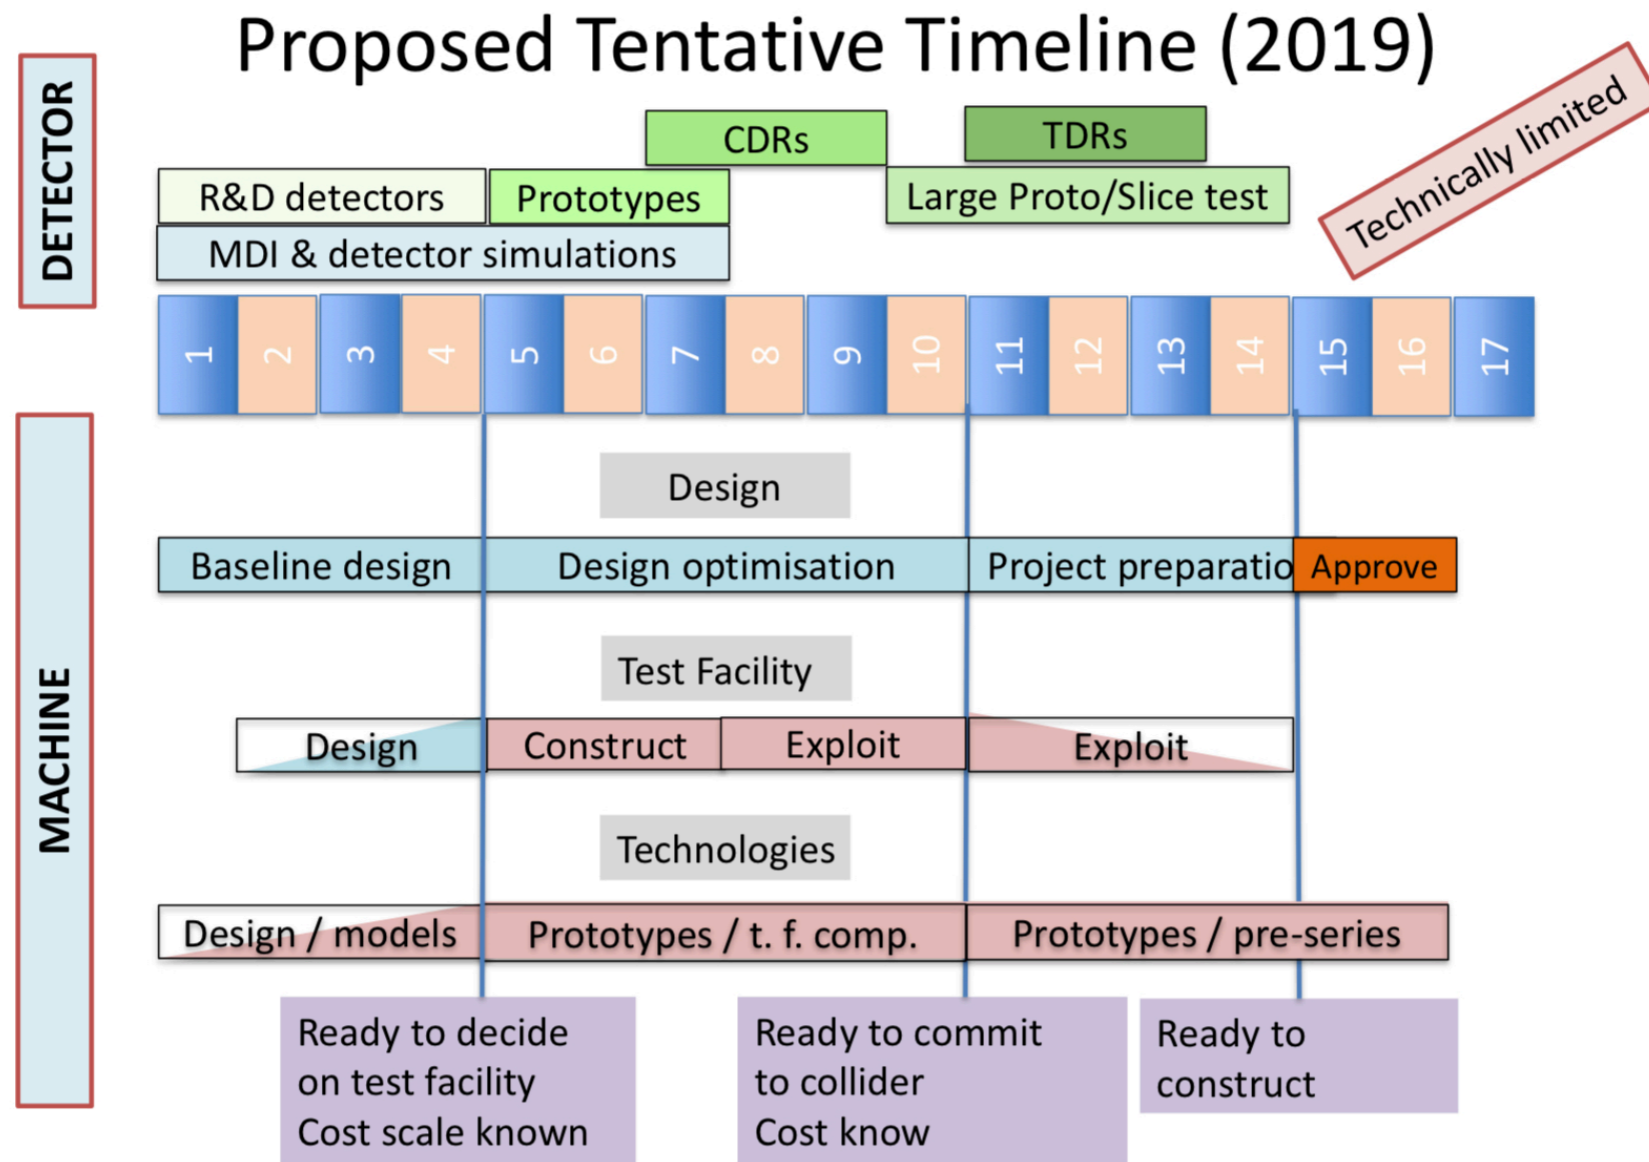 Proposed Tentative Timeline (2019)
DETECTOR
Technically limited
CDRs
TDRs
R&D detectors
Prototypes
Large Proto/Slice test
MDI & detector simulations
1 2 3 4 5 6 7 8 9 10 11 12 13 14 15 16 17
MACHINE
Design
Baseline design
Design optimisation
Project preparatio
Approve
Test Facility
Design
Construct
Exploit
Exploit
Technologies
Design / models
Prototypes / t. f. comp.
Prototypes / pre-series
Ready to decide
on test facility
Cost scale known
Ready to commit
to collider
Cost know
Ready to
construct